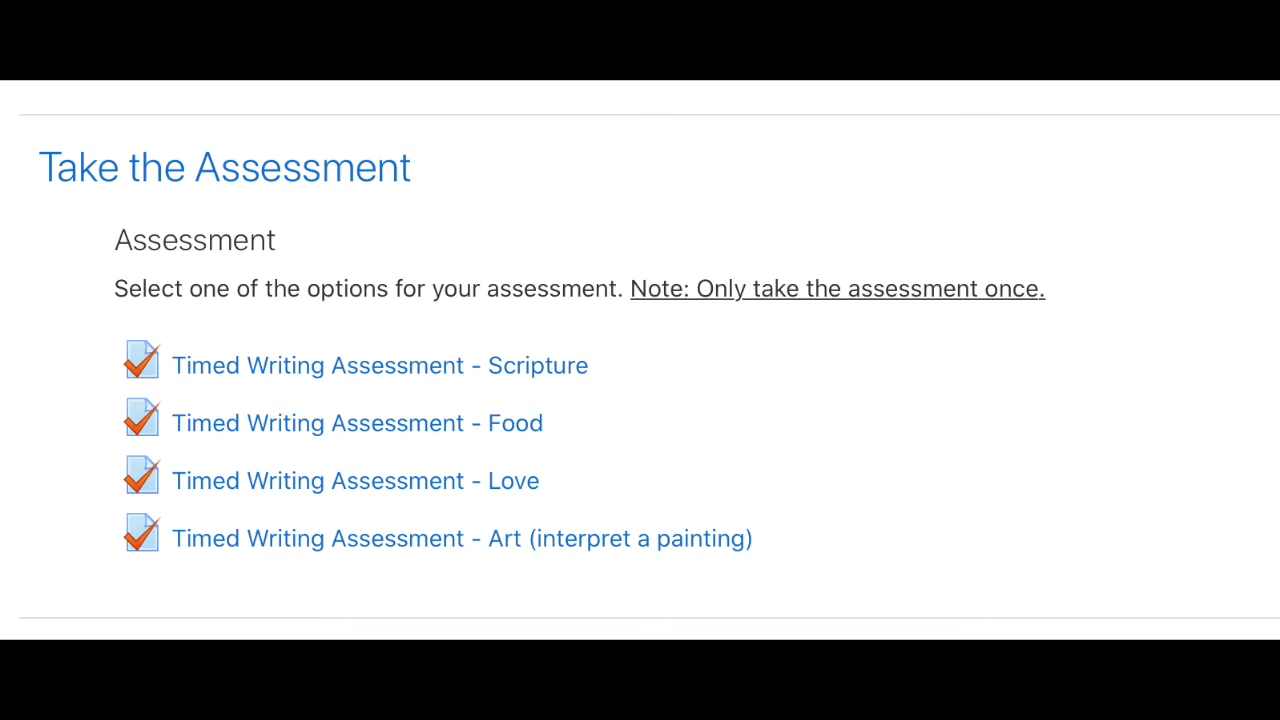 Take the Assessment
Assessment
Select one of the options for your assessment. Note: Only take the assessment once.
Timed Writing Assessment - Scripture
Timed Writing Assessment - Food
Timed Writing Assessment - Love
Timed Writing Assessment - Art (interpret a painting)